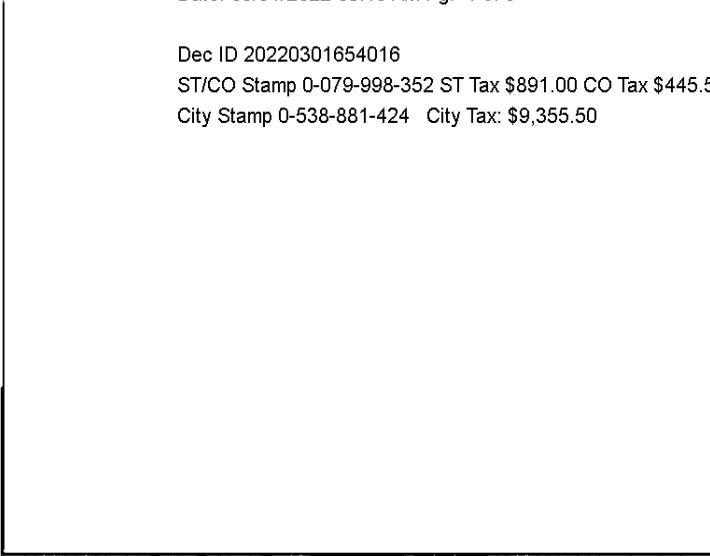 Dec ID 20220301654016
ST/CO Stamp 0-079-998-352 ST Tax $891.00 CO Tax $445.5
City Stamp 0-538-881-424 City Tax: $9,355.50